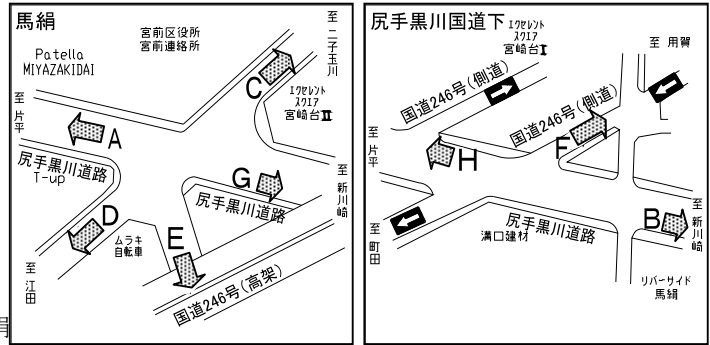 馬絹
宮前区役所
宮前連絡所
至 二子玉川
Patella
MIYAZAKIDAI
C
エクセレント
スクエア
宮崎台Ⅱ
至 片平
A
尻手黒川道路
T-up
G
至 新川崎
尻手黒川道路
D
ムラキ
自転車
E
至 江田
国道246号(高架)
絹
尻手黒川国道下
エクセレント
スクエア
宮崎台Ⅰ
至 用賀
国道246号(側道)
国道246号(側道)
至 片平
H
F
至 新川崎
B
尻手黒川道路
溝口建材
至 町田
リバーサイド
馬絹